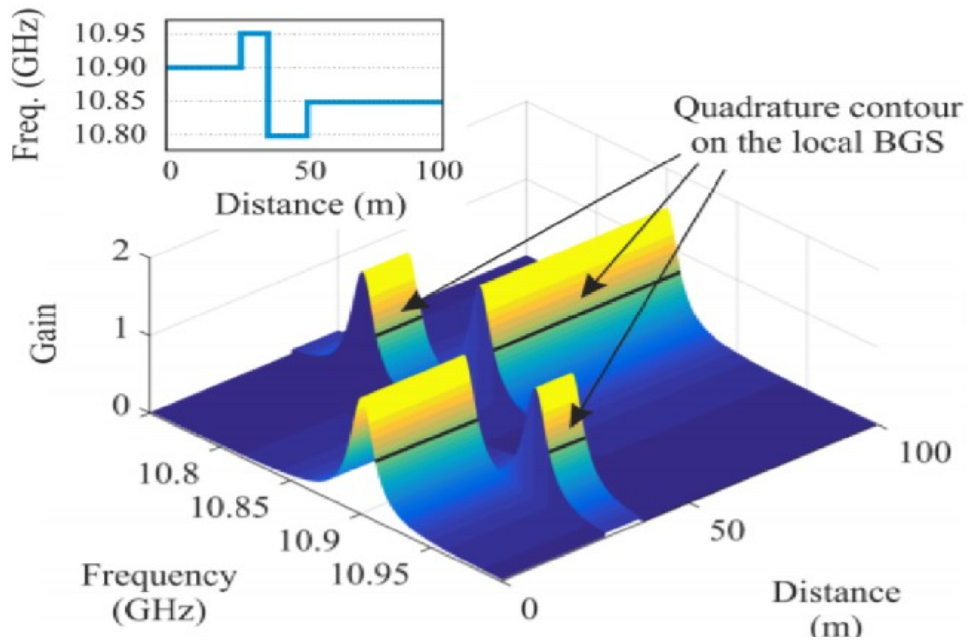 Freq. (GHz)
10.95
10.90
10.85
10.80
0
50
100
Distance (m)
Quadrature contour
on the local BGS
Gain
2
1
0
10.8
10.85
10.9
10.95
Frequency
(GHz)
0
50
100
Distance
(m)